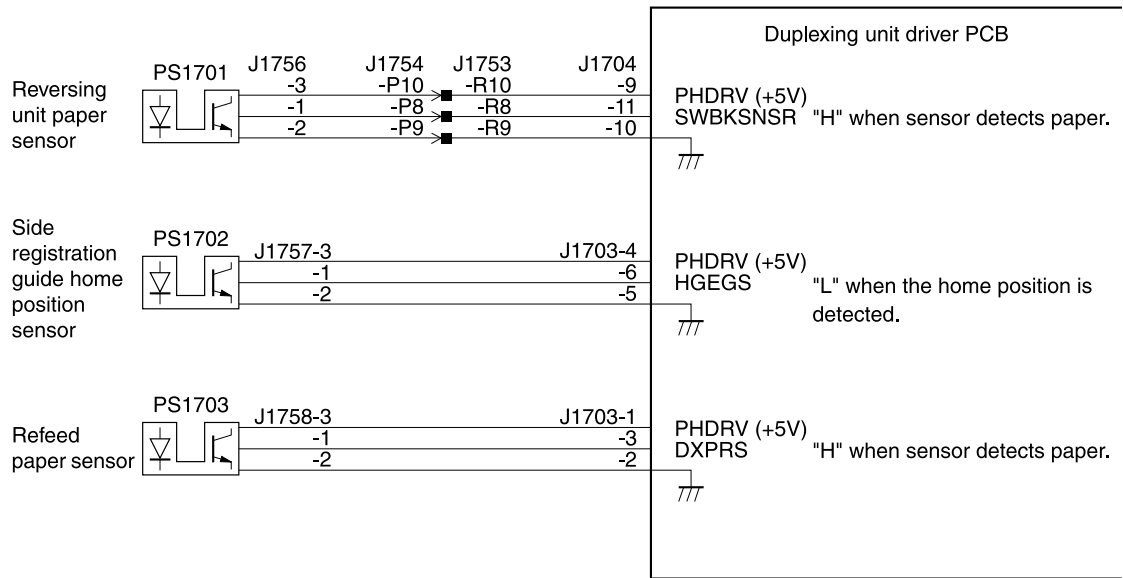 Duplexing unit driver PCB
Reversing
unit paper
sensor
PS1701
J1756 J1754 J1753 J1704
-3 -P10 -R10 -9
-1 -P8 -R8 -11
-2 -P9 -R9 -10
PHDRV (+5V)
SWBKSNSR "H" when sensor detects paper.
Side
registration
guide home
position
sensor
PS1702
J1757-3 J1703-4
-1 -6
-2 -5
PHDRV (+5V)
HGEGS "L" when the home position is
detected.
Refeed
paper sensor
PS1703
J1758-3 J1703-1
-1 -3
-2 -2
PHDRV (+5V)
DXPRS "H" when sensor detects paper.